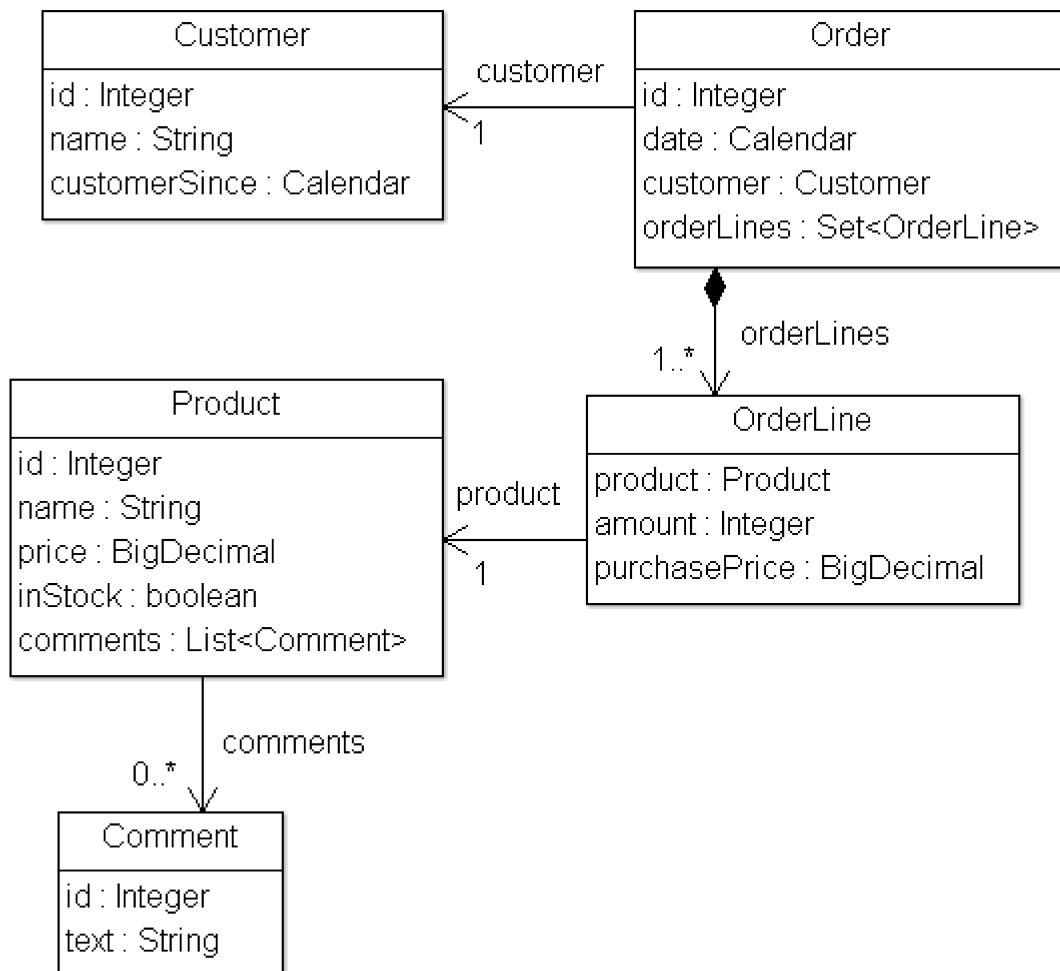 Customer
id : Integer
name : String
customerSince : Calendar
customer
1
Order
id : Integer
date : Calendar
customer : Customer
orderLines : Set<OrderLine>
orderLines
1..*
Product
id : Integer
name : String
price : BigDecimal
inStock : boolean
comments : List<Comment>
product
1
OrderLine
product : Product
amount : Integer
purchasePrice : BigDecimal
comments
0..*
Comment
id : Integer
text : String